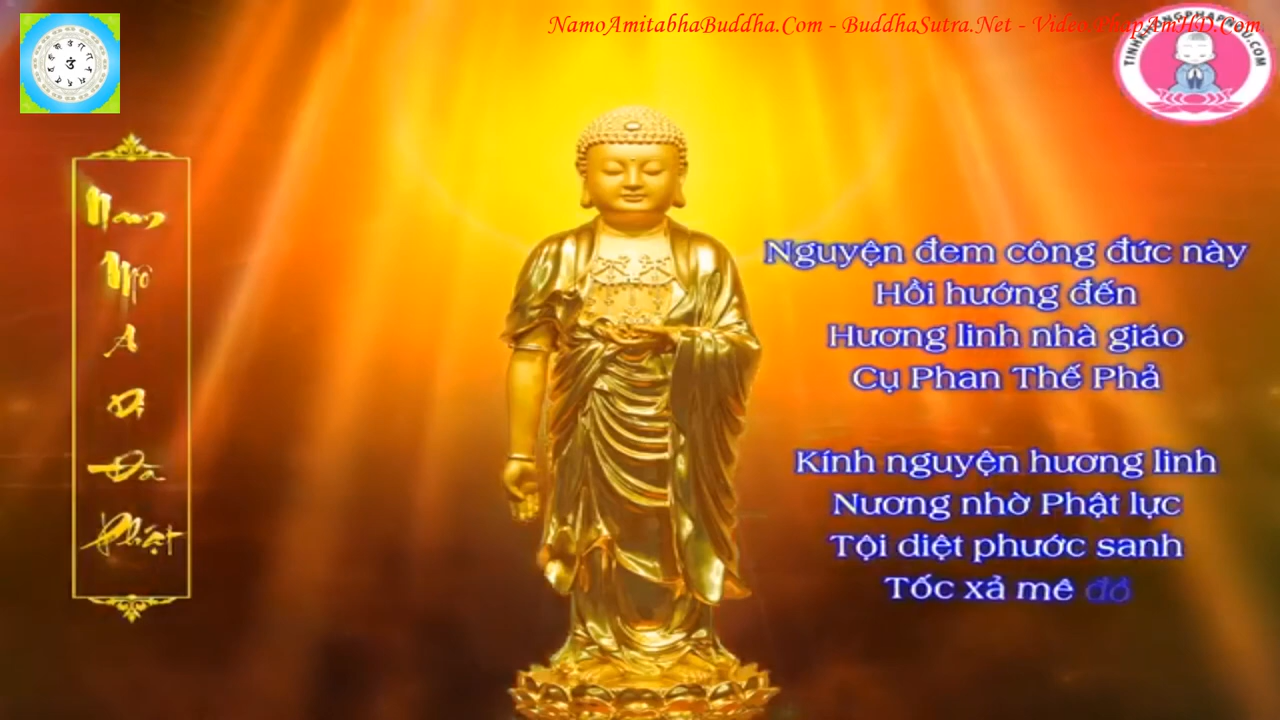 NamoAmitabhaBuddha.Com - BuddhaSutra.Net - Video.PhapAmHD.Com
Nam
Mô
A
Di
Đà
Phật
Nguyện đem công đức này
Hồi hướng đến
Hương linh nhà giáo
Cụ Phan Thế Phả
Kính nguyện hương linh
Nương nhờ Phật lực
Tội diệt phước sanh
Tốc xả mê đồ